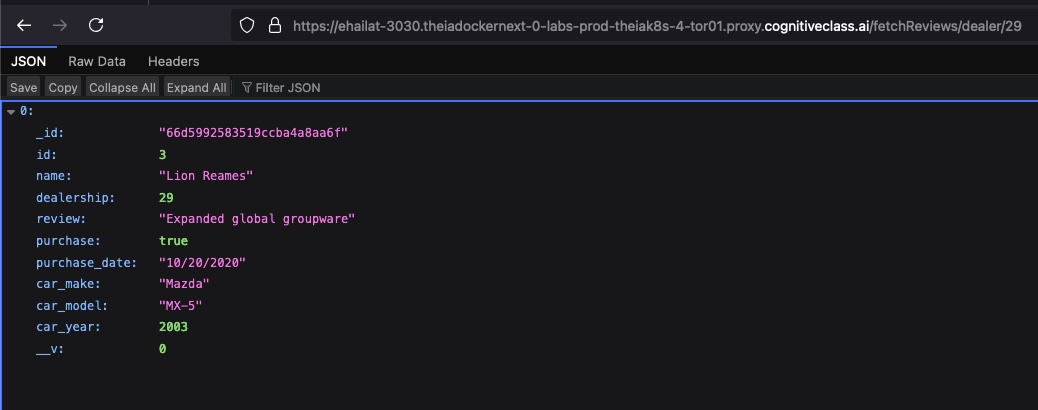 https://ehailat-3030.theiadockernext-0-labs-prod-theiak8s-4-tor01.proxy.cognitiveclass.ai/fetchReviews/dealer/29
JSON Raw Data Headers
Save Copy Collapse All Expand All Filter JSON
0:
_id: "66d5992583519ccba4a8aa6f"
id: 3
name: "Lion Reames"
dealership: 29
review: "Expanded global groupware"
purchase: true
purchase_date: "10/20/2020"
car_make: "Mazda"
car_model: "MX-5"
car_year: 2003
__v: 0